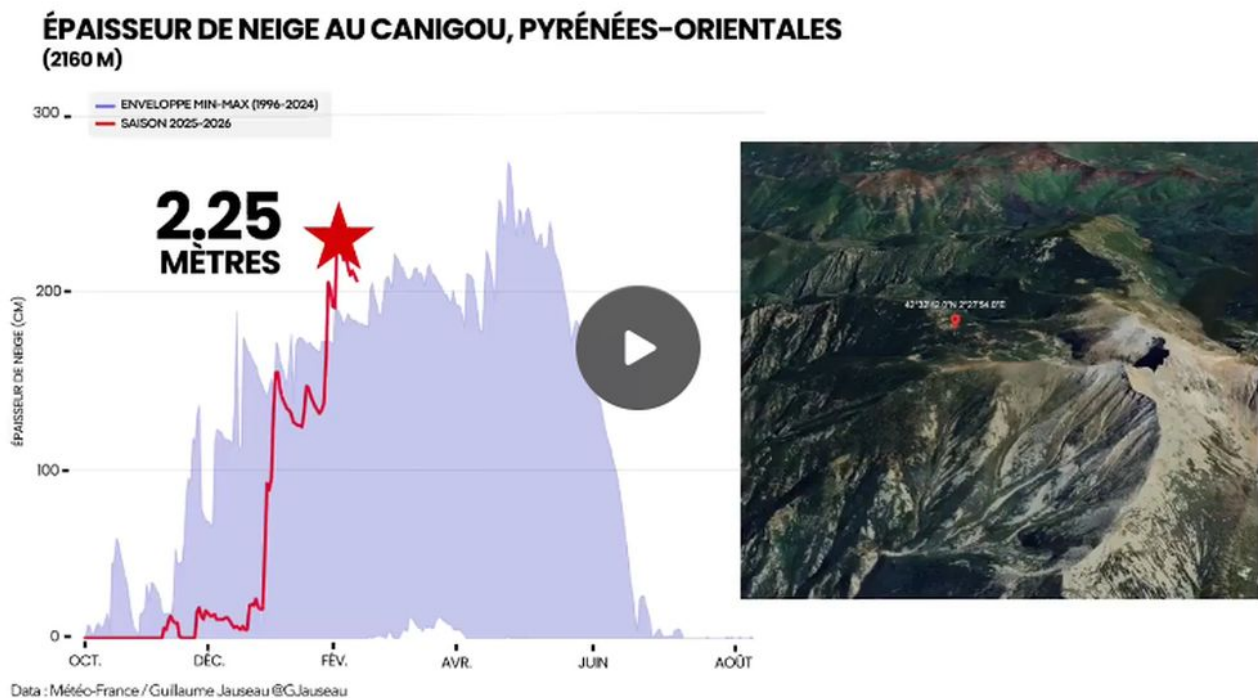 ÉPAISSEUR DE NEIGE AU CANIGOU, PYRÉNÉES-ORIENTALES
(2160 M)
300
ENVELOPPE MIN-MAX (1996-2024)
SAISON 2025-2026
2.25
MÈTRES
200
100
0
ÉPAISSEUR DE NEIGE (CM)
OCT.
DÉC.
FÉV.
AVR.
JUIN
AOÛT
Data : Météo-France / Guillaume Jauseau @GJauseau